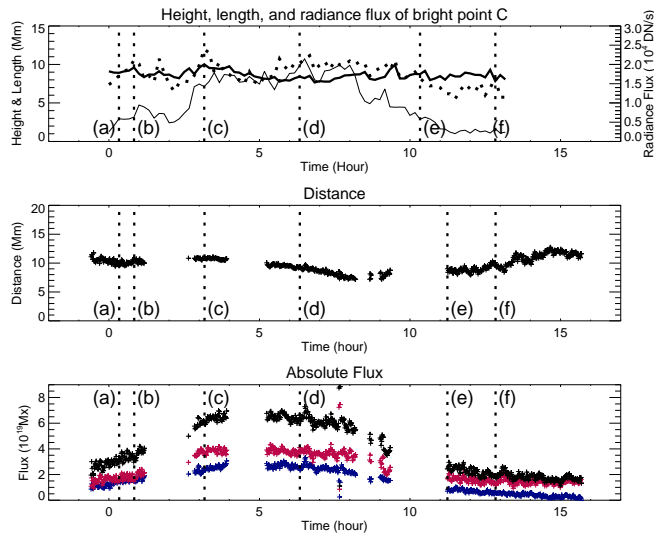 Height, length, and radiance flux of bright point C
15 3.0
10 2.5
2.0
1.5
5 1.0
0.5
0 0.0
Height & Length (Mm)
Radiance Flux ( 10⁴ DN/s)
(a) (b) (c) (d) (e) (f)
0 5 10 15
Time (Hour)
Distance
20
15
10
5
0
Distance (Mm)
(a) (b) (c) (d) (e) (f)
0 5 10 15
Time (hour)
Absolute Flux
8
6
4
2
0
Flux (10¹⁹Mx)
(a) (b) (c) (d) (e) (f)
0 5 10 15
Time (hour)